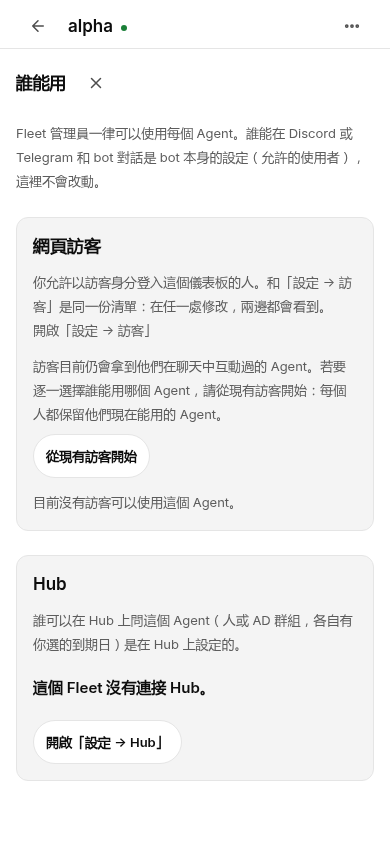 alpha
誰能用
Fleet 管理員一律可以使用每個 Agent。誰能在 Discord 或
Telegram 和 bot 對話是 bot 本身的設定（允許的使用者），
這裡不會改動。
網頁訪客
你允許以訪客身分登入這個儀表板的人。和「設定 → 訪
客」是同一份清單：在任一處修改，兩邊都會看到。
開啟「設定 → 訪客」
訪客目前仍會拿到他們在聊天中互動過的 Agent。若要
逐一選擇誰能用哪個 Agent，請從現有訪客開始：每個
人都保留他們現在能用的 Agent。
從現有訪客開始
目前沒有訪客可以使用這個 Agent。
Hub
誰可以在 Hub 上問這個 Agent（人或 AD 群組，各自有
你選的到期日）是在 Hub 上設定的。
這個 Fleet 沒有連接 Hub。
開啟「設定 → Hub」